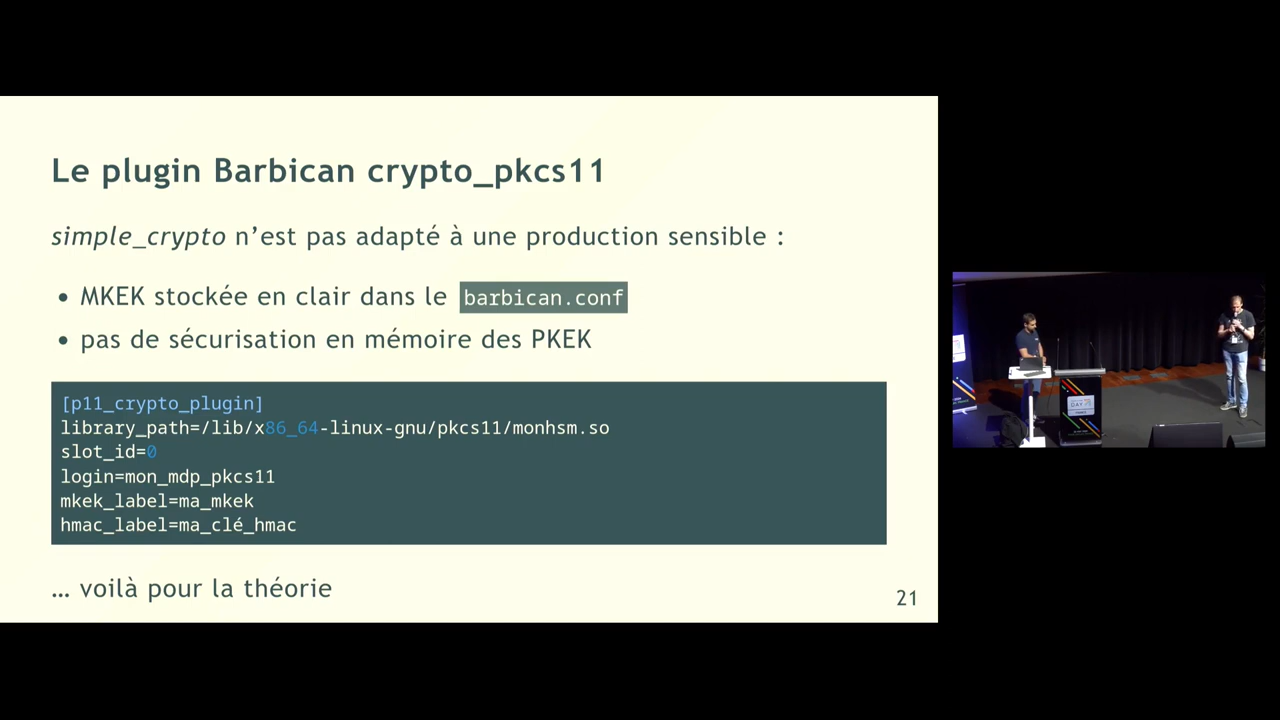 Le plugin Barbican crypto_pkcs11
simple_crypto n’est pas adapté à une production sensible :
• MKEK stockée en clair dans le barbican.conf
• pas de sécurisation en mémoire des PKEK
[p11_crypto_plugin]
library_path=/lib/x86_64-linux-gnu/pkcs11/monhsm.so
slot_id=0
login=mon_mdp_pkcs11
mkek_label=ma_mkek
hmac_label=ma_clé_hmac
… voilà pour la théorie
21